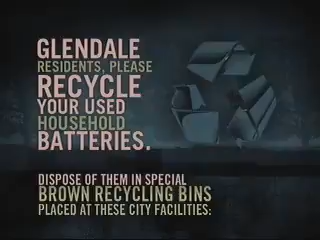 GLENDALE
RESIDENTS, PLEASE
RECYCLE
YOUR USED
HOUSEHOLD
BATTERIES.
DISPOSE OF THEM IN SPECIAL
BROWN RECYCLING BINS
PLACED AT THESE CITY FACILITIES: